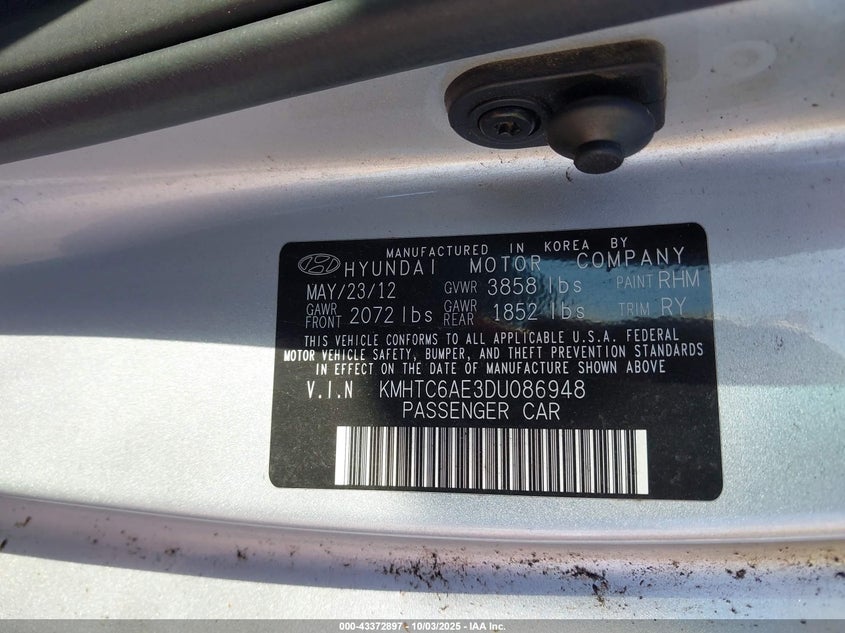 MANUFACTURED IN KOREA BY
HYUNDAI MOTOR COMPANY
MAY/23/12 GVWR 3858 lbs PAINT RHM
GAWR FRONT 2072 lbs GAWR REAR 1852 lbs TRIM RY
THIS VEHICLE CONFORMS TO ALL APPLICABLE U.S.A. FEDERAL
MOTOR VEHICLE SAFETY, BUMPER, AND THEFT PREVENTION STANDARDS
IN EFFECT ON THE DATE OF MANUFACTURE SHOWN ABOVE
V.I.N KMHTC6AE3DU086948
PASSENGER CAR
000-43372897 - 10/03/2025 - IAA Inc.